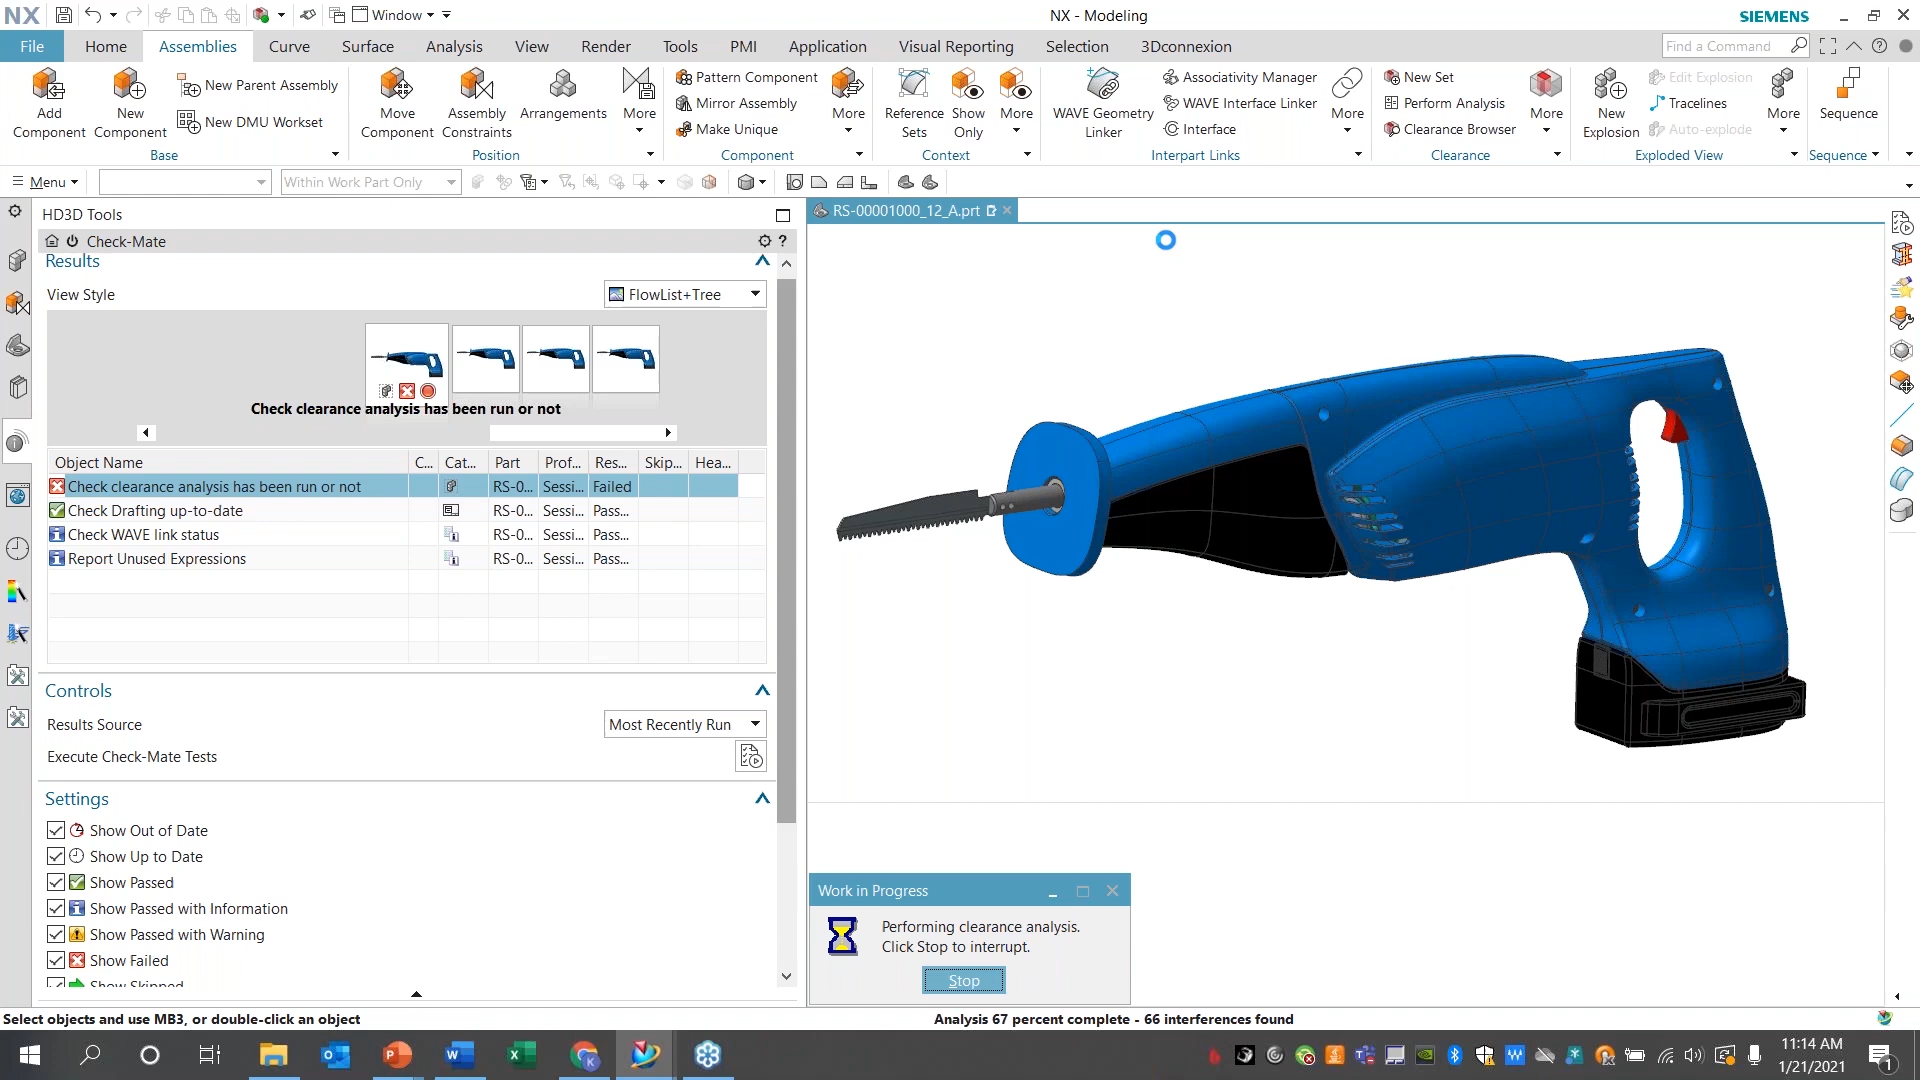 NX
Window
NX - Modeling
SIEMENS
File
Home
Assemblies
Curve
Surface
Analysis
View
Render
Tools
PMI
Application
Visual Reporting
Selection
3Dconnexion
Find a Command
Add Component
New Component
New Parent Assembly
New DMU Workset
Base
Move Component
Assembly Constraints
Arrangements
More
Position
Pattern Component
Mirror Assembly
Make Unique
More
Component
Reference Sets
Show Only
More
Context
WAVE Geometry Linker
Associativity Manager
WAVE Interface Linker
Interface
More
Interpart Links
New Set
Perform Analysis
Clearance Browser
More
Clearance
New Explosion
Edit Explosion
Tracelines
Auto-explode
More
Exploded View
Sequence
Sequence
Menu
Within Work Part Only
HD3D Tools
RS-00001000_12_A.prt
Check-Mate
?
Results
View Style
FlowList+Tree
Check clearance analysis has been run or not
Object Name C... Cat... Part Prof... Res... Skip... Hea...
Check clearance analysis has been run or not RS-0... Sessi... Failed
Check Drafting up-to-date RS-0... Sessi... Pass...
Check WAVE link status RS-0... Sessi... Pass...
Report Unused Expressions RS-0... Sessi... Pass...
Controls
Results Source
Most Recently Run
Execute Check-Mate Tests
Settings
Show Out of Date
Show Up to Date
Show Passed
Show Passed with Information
Show Passed with Warning
Show Failed
Show Skipped
Work in Progress
Performing clearance analysis.
Click Stop to interrupt.
Stop
Select objects and use MB3, or double-click an object
Analysis 67 percent complete - 66 interferences found
11:14 AM
1/21/2021
1